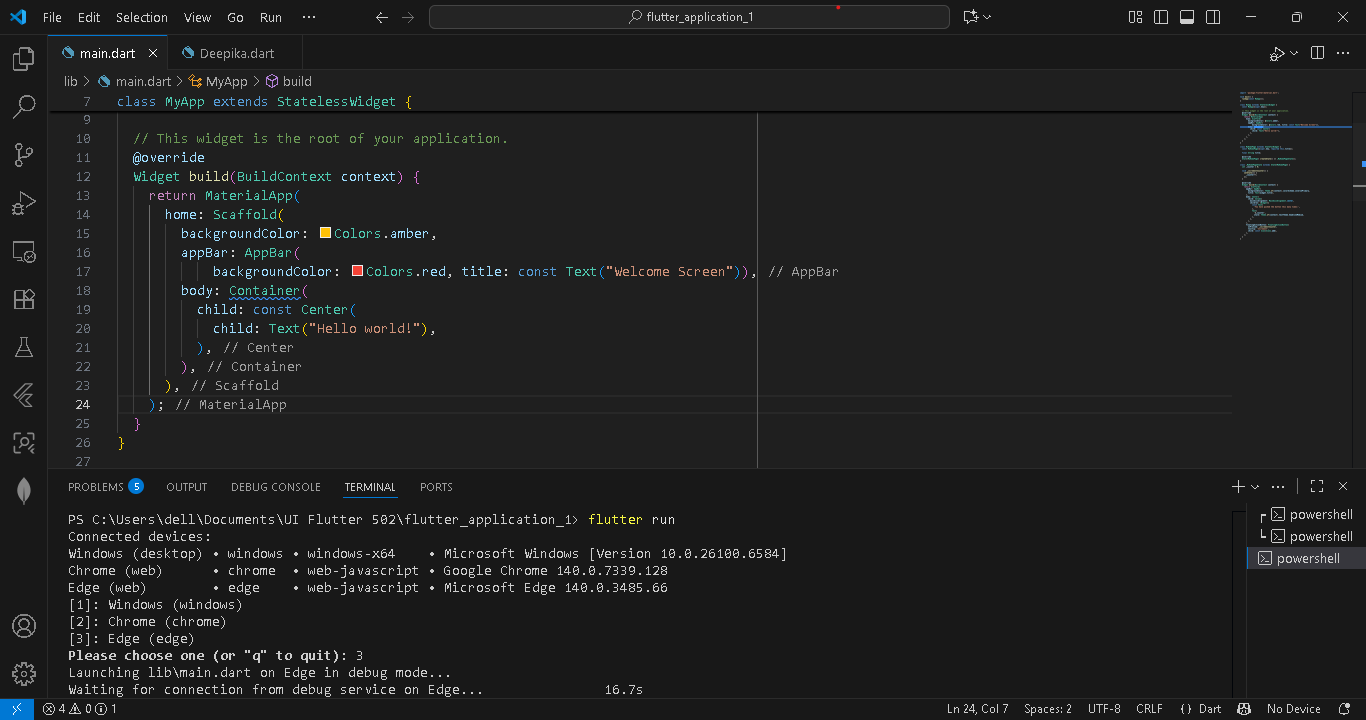 File Edit Selection View Go Run ··· flutter_application_1
main.dart Deepika.dart
lib > main.dart > MyApp > build
7 class MyApp extends StatelessWidget {
9
10 // This widget is the root of your application.
11 @override
12 Widget build(BuildContext context) {
13 return MaterialApp(
14 home: Scaffold(
15 backgroundColor: Colors.amber,
16 appBar: AppBar(
17 backgroundColor: Colors.red, title: const Text("Welcome Screen")), // AppBar
18 body: Container(
19 child: const Center(
20 child: Text("Hello world!"),
21 ), // Center
22 ), // Container
23 ), // Scaffold
24 ); // MaterialApp
25 }
26 }
27
PROBLEMS 5 OUTPUT DEBUG CONSOLE TERMINAL PORTS
PS C:\Users\dell\Documents\UI Flutter 502\flutter_application_1> flutter run
Connected devices:
Windows (desktop) • windows • windows-x64 • Microsoft Windows [Version 10.0.26100.6584]
Chrome (web) • chrome • web-javascript • Google Chrome 140.0.7339.128
Edge (web) • edge • web-javascript • Microsoft Edge 140.0.3485.66
[1]: Windows (windows)
[2]: Chrome (chrome)
[3]: Edge (edge)
Please choose one (or "q" to quit): 3
Launching lib\main.dart on Edge in debug mode...
Waiting for connection from debug service on Edge... 16.7s
powershell
powershell
powershell
4 0 1 Ln 24, Col 7 Spaces: 2 UTF-8 CRLF {} Dart No Device